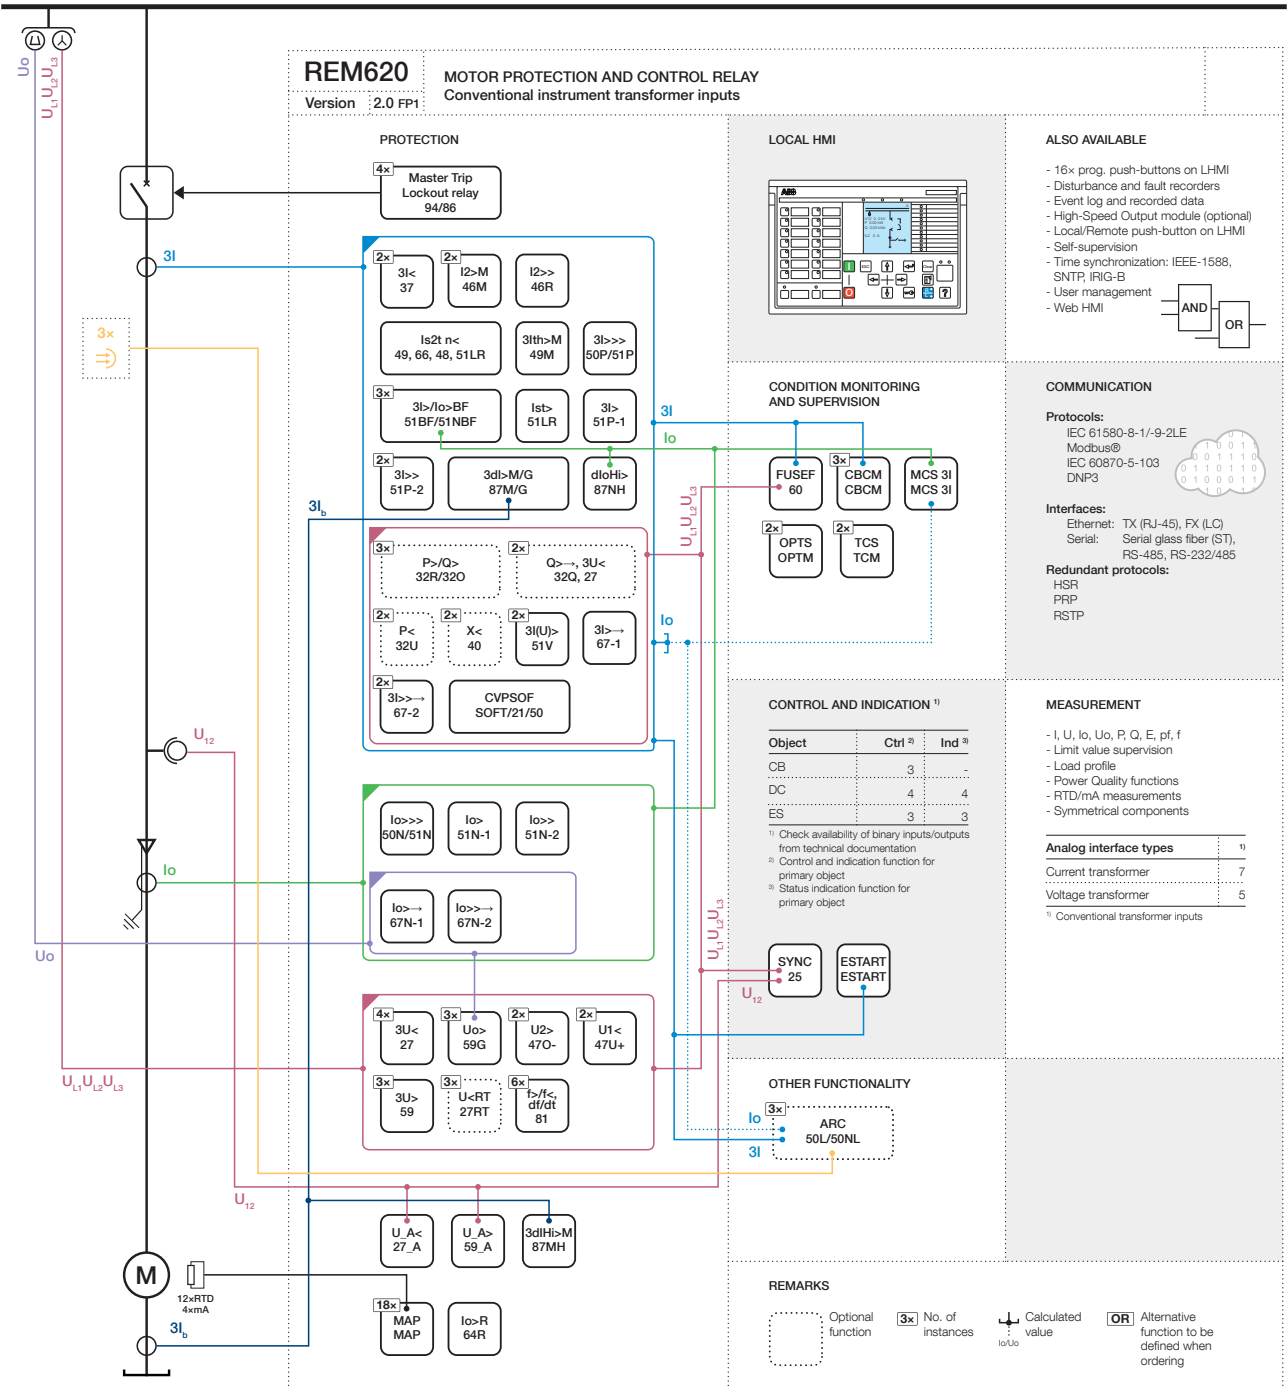 Uo
UL1UL2UL3
REM620
Version 2.0 FP1
MOTOR PROTECTION AND CONTROL RELAY
Conventional instrument transformer inputs
PROTECTION
4×
Master Trip
Lockout relay
94/86
3I
2×
3I<
37
2×
I2>M
46M
I2>>
46R
3×
Is2t n<
49, 66, 48, 51LR
3Ith>M
49M
3I>>>
50P/51P
3×
3I>/Io>BF
51BF/51NBF
Ist>
51LR
3I>
51P-1
2×
3I>>
51P-2
3dI>M/G
87M/G
dIoHi>
87NH
3Ib
3×
P>/Q>
32R/32O
2×
Q>→, 3U<
32Q, 27
2×
P<
32U
2×
X<
40
2×
3I(U)>
51V
3I>→
67-1
2×
3I>>→
67-2
CVPSOF
SOFT/21/50
U12
Io>>>
50N/51N
Io>
51N-1
Io>>
51N-2
Io
Io>→
67N-1
Io>>→
67N-2
Uo
4×
3U<
27
3×
Uo>
59G
2×
U2>
47O-
2×
U1<
47U+
UL1UL2UL3
3×
3U>
59
3×
U<RT
27RT
6×
f>/f<,
df/dt
81
U12
U_A<
27_A
U_A>
59_A
3dIHi>M
87MH
M
12×RTD
4×mA
18×
MAP
MAP
Io>R
64R
3Ib
LOCAL HMI
ABB
ESC
?
ALSO AVAILABLE
- 16× prog. push-buttons on LHMI
- Disturbance and fault recorders
- Event log and recorded data
- High-Speed Output module (optional)
- Local/Remote push-button on LHMI
- Self-supervision
- Time synchronization: IEEE-1588,
SNTP, IRIG-B
- User management
- Web HMI
AND
OR
CONDITION MONITORING
AND SUPERVISION
3I
Io
UL1UL2UL3
FUSEF
60
3×
CBCM
CBCM
MCS 3I
MCS 3I
2×
OPTS
OPTM
2×
TCS
TCM
Io
COMMUNICATION
Protocols:
IEC 61580-8-1/-9-2LE
Modbus®
IEC 60870-5-103
DNP3
Interfaces:
Ethernet: TX (RJ-45), FX (LC)
Serial: Serial glass fiber (ST),
RS-485, RS-232/485
Redundant protocols:
HSR
PRP
RSTP
CONTROL AND INDICATION 1)
Object Ctrl 2) Ind 3)
CB 3 -
DC 4 4
ES 3 3
1) Check availability of binary inputs/outputs
from technical documentation
2) Control and indication function for
primary object
3) Status indication function for
primary object
UL1UL2UL3
SYNC
25
ESTART
ESTART
U12
MEASUREMENT
- I, U, Io, Uo, P, Q, E, pf, f
- Limit value supervision
- Load profile
- Power Quality functions
- RTD/mA measurements
- Symmetrical components
Analog interface types 1)
Current transformer 7
Voltage transformer 5
1) Conventional transformer inputs
OTHER FUNCTIONALITY
3×
ARC
50L/50NL
Io
3I
REMARKS
Optional
function
3× No. of
instances
Calculated
value
Io/Uo
OR Alternative
function to be
defined when
ordering